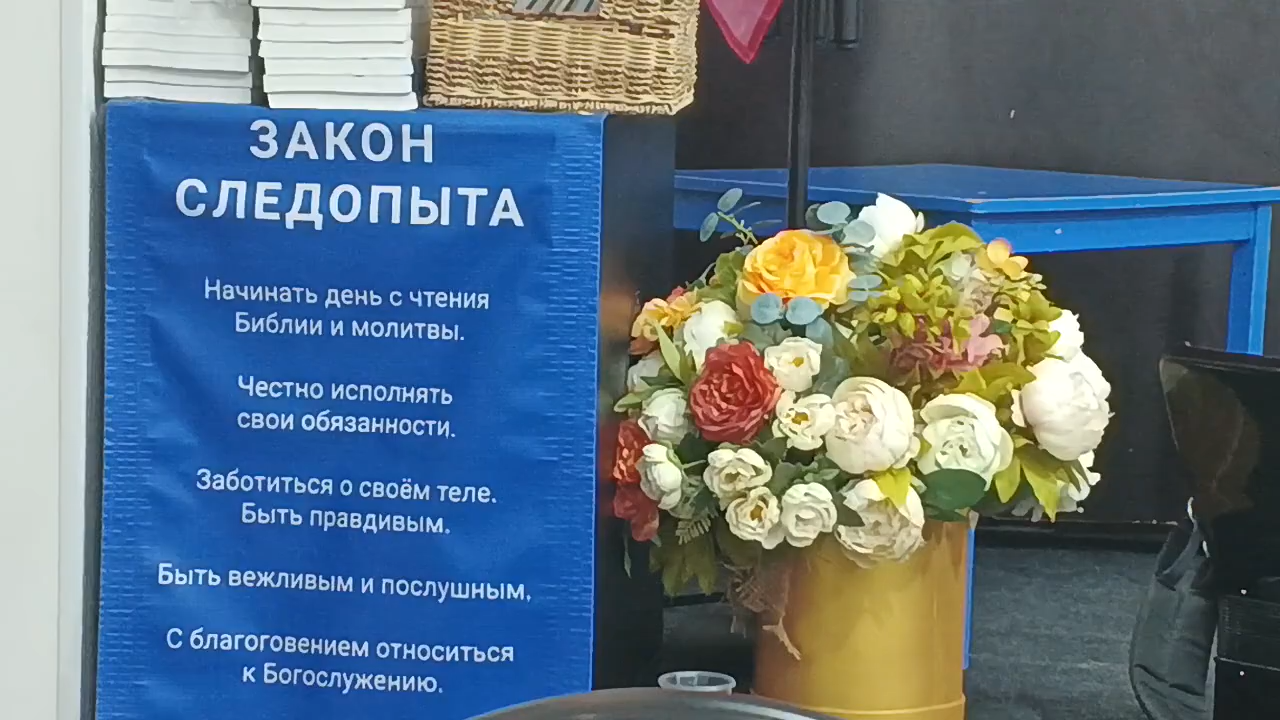 ЗАКОН
СЛЕДОПЫТА
Начинать день с чтения
Библии и молитвы.
Честно исполнять
свои обязанности.
Заботиться о своём теле.
Быть правдивым.
Быть вежливым и послушным,
С благоговением относиться
к Богослужению.